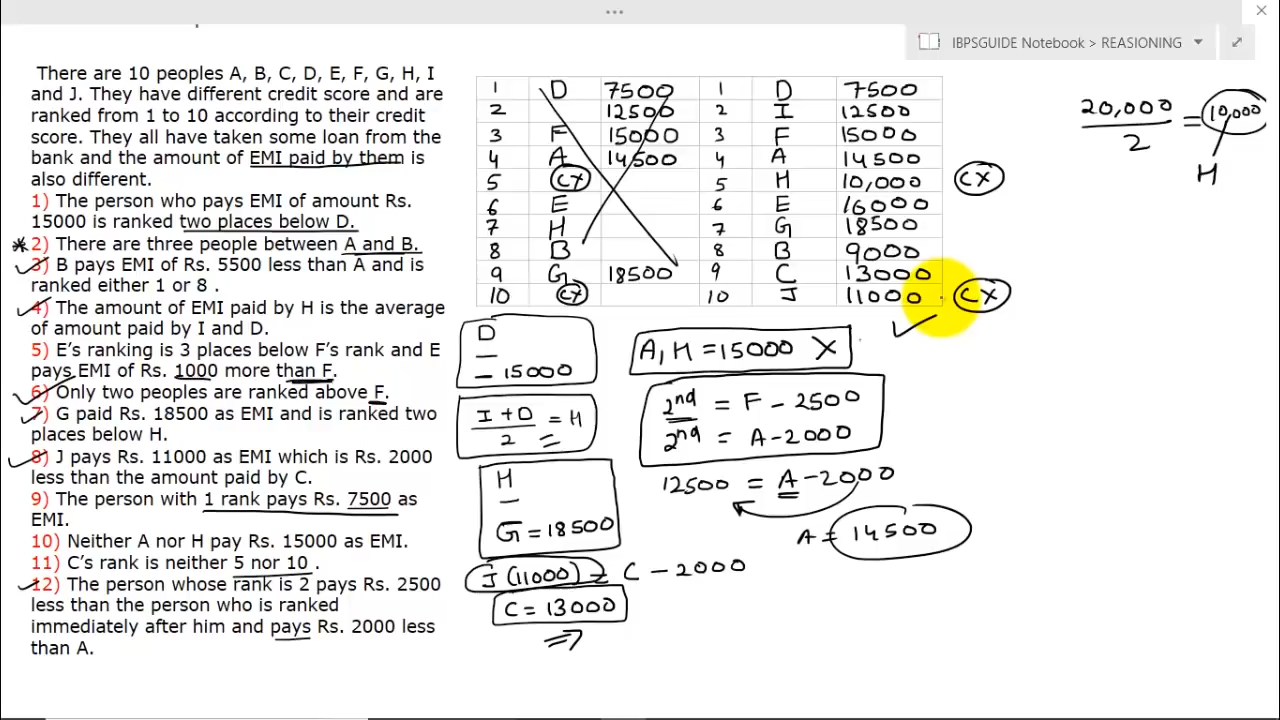 IBPSGUIDE Notebook > REASONING
There are 10 peoples A, B, C, D, E, F, G, H, I
and J. They have different credit score and are
ranked from 1 to 10 according to their credit
score. They all have taken some loan from the
bank and the amount of EMI paid by them is
also different.
1) The person who pays EMI of amount Rs.
15000 is ranked two places below D.
2) There are three people between A and B.
3) B pays EMI of Rs. 5500 less than A and is
ranked either 1 or 8 .
4) The amount of EMI paid by H is the average
of amount paid by I and D.
5) E's ranking is 3 places below F's rank and E
pays EMI of Rs. 1000 more than F.
6) Only two peoples are ranked above F.
7) G paid Rs. 18500 as EMI and is ranked two
places below H.
8) J pays Rs. 11000 as EMI which is Rs. 2000
less than the amount paid by C.
9) The person with 1 rank pays Rs. 7500 as
EMI.
10) Neither A nor H pay Rs. 15000 as EMI.
11) C's rank is neither 5 nor 10 .
12) The person whose rank is 2 pays Rs. 2500
less than the person who is ranked
immediately after him and pays Rs. 2000 less
than A.
1 D 7500 1 D 7500
2 12500 2 I 12500
3 F 15000 3 F 15000
4 A 14500 4 A 14500
5 CX 5 H 10,000 CX
6 E 6 E 16000
7 H 7 G 18500
8 B 8 B 9000
9 G 18500 9 C 13000
10 CX 10 J 11000 CX
20,000 / 2 = 10,000
H
D
–
– 15000
I + D / 2 = H
H
–
G = 18500
J (11000) = C – 2000
C = 13000
⇒
A, H = 15000 X
2nd = F – 2500
2nd = A – 2000
12500 = A – 2000
A = 14500